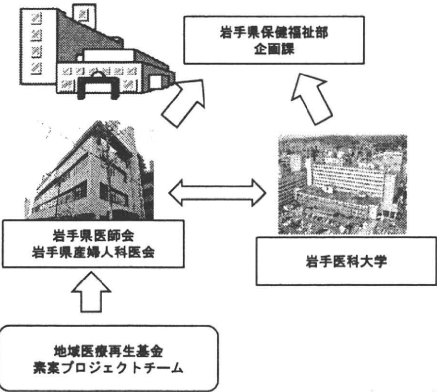 岩手県保健福祉部
企画課
岩手県医師会
岩手県産婦人科医会
岩手医科大学
地域医療再生基金
素案プロジェクトチーム